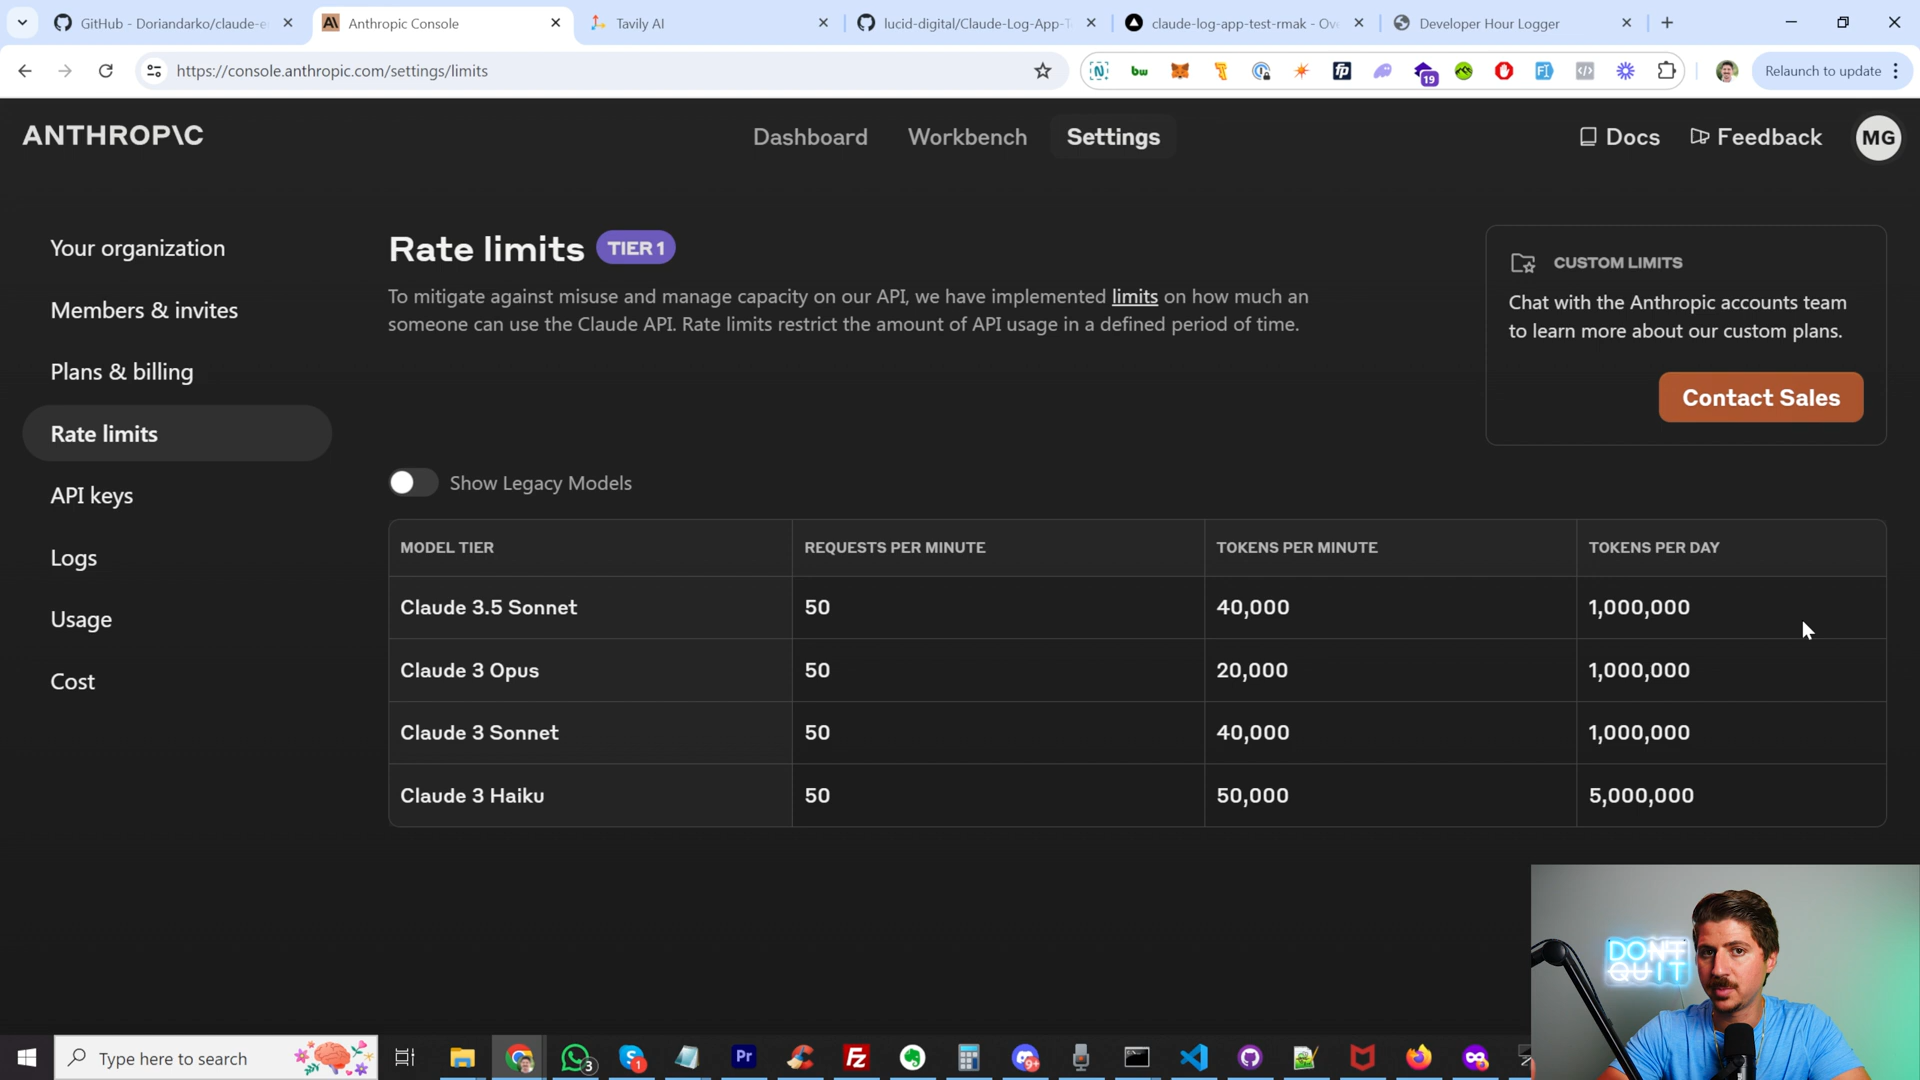 GitHub - Doriandarko/claude-e
Anthropic Console
Tavily AI
lucid-digital/Claude-Log-App-T
claude-log-app-test-rmak - Ov
Developer Hour Logger
https://console.anthropic.com/settings/limits
bw
fp
19
Relaunch to update
ANTHROP\C
Dashboard
Workbench
Settings
Docs
Feedback
MG
Your organization
Members & invites
Plans & billing
Rate limits
API keys
Logs
Usage
Cost
Rate limits TIER 1
To mitigate against misuse and manage capacity on our API, we have implemented limits on how much an
someone can use the Claude API. Rate limits restrict the amount of API usage in a defined period of time.
CUSTOM LIMITS
Chat with the Anthropic accounts team
to learn more about our custom plans.
Contact Sales
Show Legacy Models
MODEL TIER REQUESTS PER MINUTE TOKENS PER MINUTE TOKENS PER DAY
Claude 3.5 Sonnet 50 40,000 1,000,000
Claude 3 Opus 50 20,000 1,000,000
Claude 3 Sonnet 50 40,000 1,000,000
Claude 3 Haiku 50 50,000 5,000,000
DON'T
QUIT
Type here to search
3
1
Pr
FZ